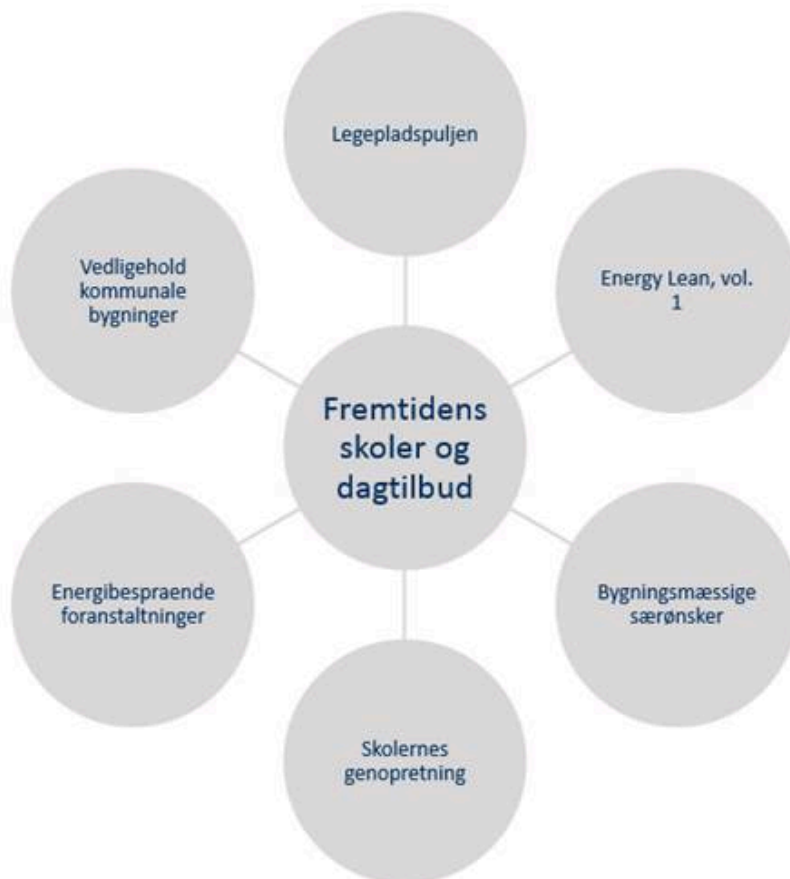 Legepladspuljen
Vedligehold
kommunale
bygninger
Energy Lean, vol.
1
Fremtidens
skoler og
dagtilbud
Energibespraende
foranstaltninger
Bygningsmæssige
særønsker
Skolernes
genopretning